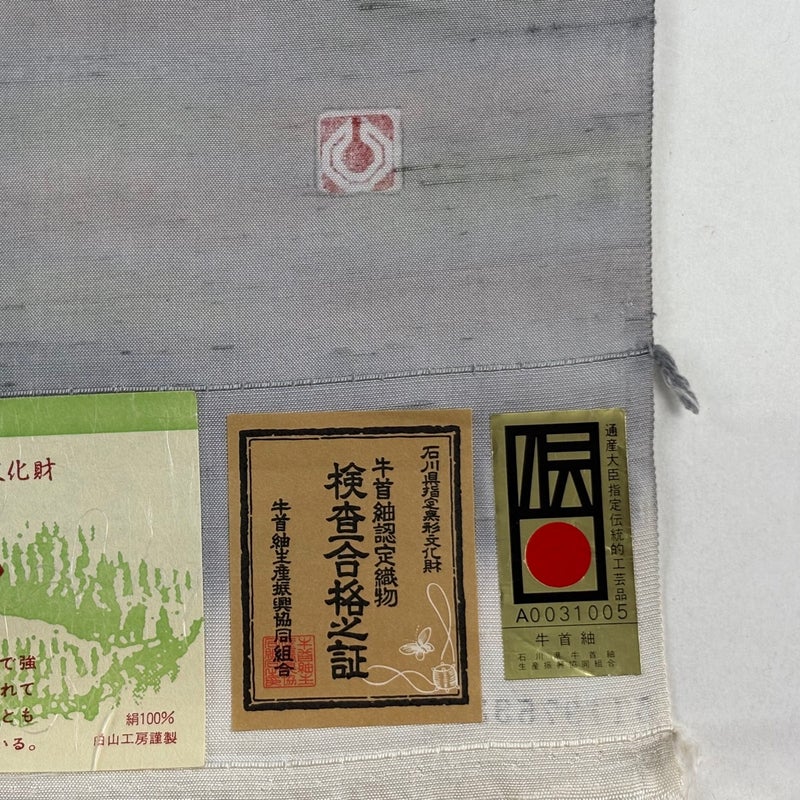 化財
で強
れて
とも
いる。
絹100%
白山工房謹製
石川県指定無形文化財
牛首紬認定織物
検査合格之証
牛首紬生産振興協同組合
伝
通産大臣指定伝統的工芸品
A0031005
牛首紬
石川県牛首紬
生産振興協同組合